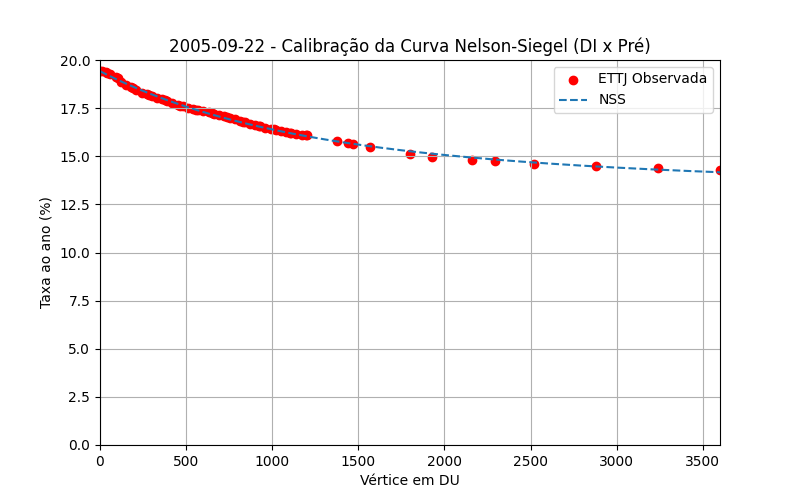 2005-09-22 - Calibração da Curva Nelson-Siegel (DI x Pré)
ETTJ Observada
NSS
Taxa ao ano (%)
20.0
17.5
15.0
12.5
10.0
7.5
5.0
2.5
0.0
0 500 1000 1500 2000 2500 3000 3500
Vértice em DU